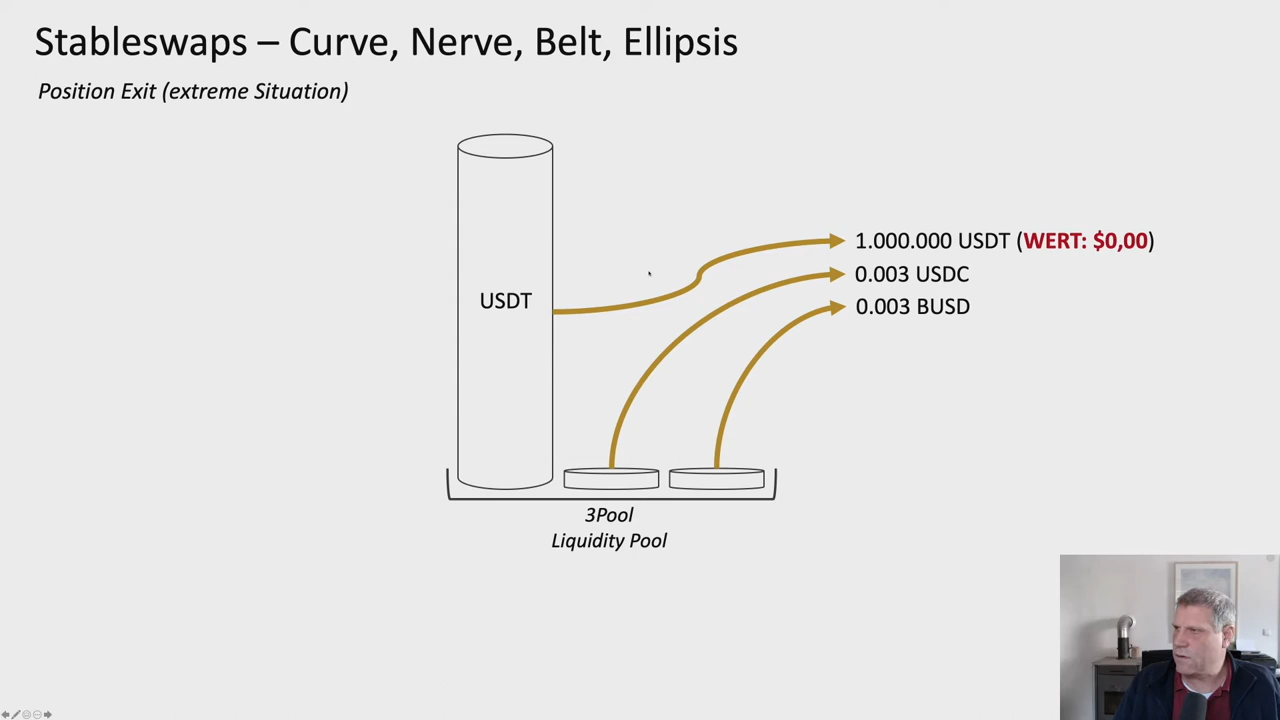 Stableswaps – Curve, Nerve, Belt, Ellipsis
Position Exit (extreme Situation)
1.000.000 USDT (WERT: $0,00)
0.003 USDC
USDT
0.003 BUSD
3Pool
Liquidity Pool